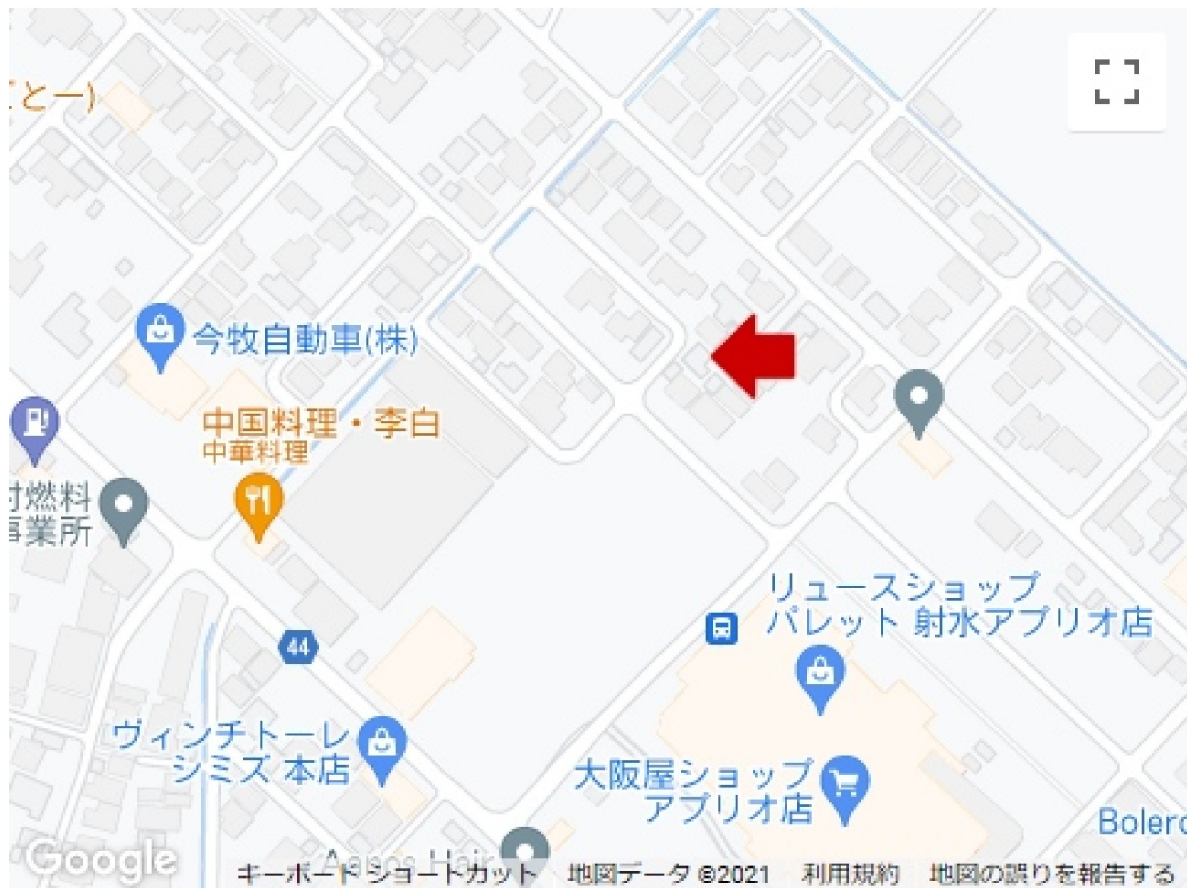 ごとー)
今牧自動車(株)
中国料理・李白
中華料理
村燃料
事業所
リュースショップ
パレット 射水アプリオ店
44
ヴィンチトーレ
シミズ 本店
大阪屋ショップ
アプリオ店
Bolero
Agnos Hair
Google
キーボード ショートカット
地図データ ©2021
利用規約
地図の誤りを報告する